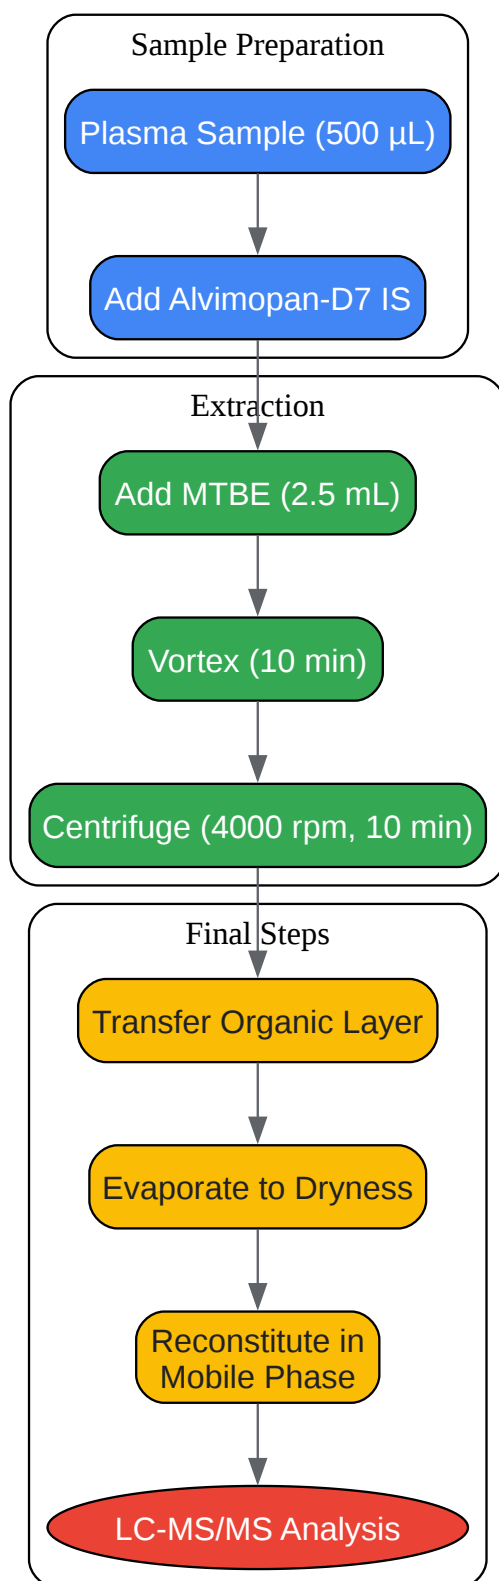 Sample Preparation
Plasma Sample (500 µL)
Add Alvimopan-D7 IS
Extraction
Add MTBE (2.5 mL)
Vortex (10 min)
Centrifuge (4000 rpm, 10 min)
Final Steps
Transfer Organic Layer
Evaporate to Dryness
Reconstitute in
Mobile Phase
LC-MS/MS Analysis